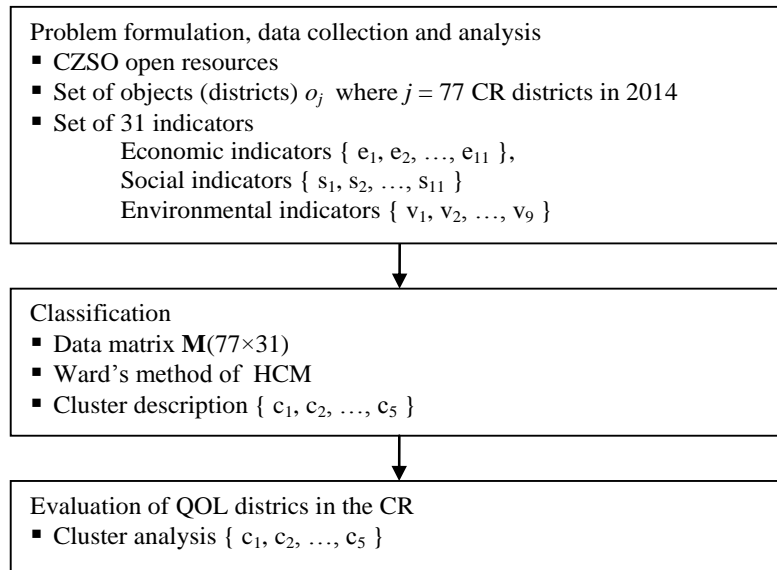 Problem formulation, data collection and analysis
▪ CZSO open resources
▪ Set of objects (districts) oⱼ where j = 77 CR districts in 2014
▪ Set of 31 indicators
Economic indicators { e₁, e₂, …, e₁₁ },
Social indicators { s₁, s₂, …, s₁₁ }
Environmental indicators { v₁, v₂, …, v₉ }
Classification
▪ Data matrix M(77×31)
▪ Ward's method of HCM
▪ Cluster description { c₁, c₂, …, c₅ }
Evaluation of QOL districs in the CR
▪ Cluster analysis { c₁, c₂, …, c₅ }